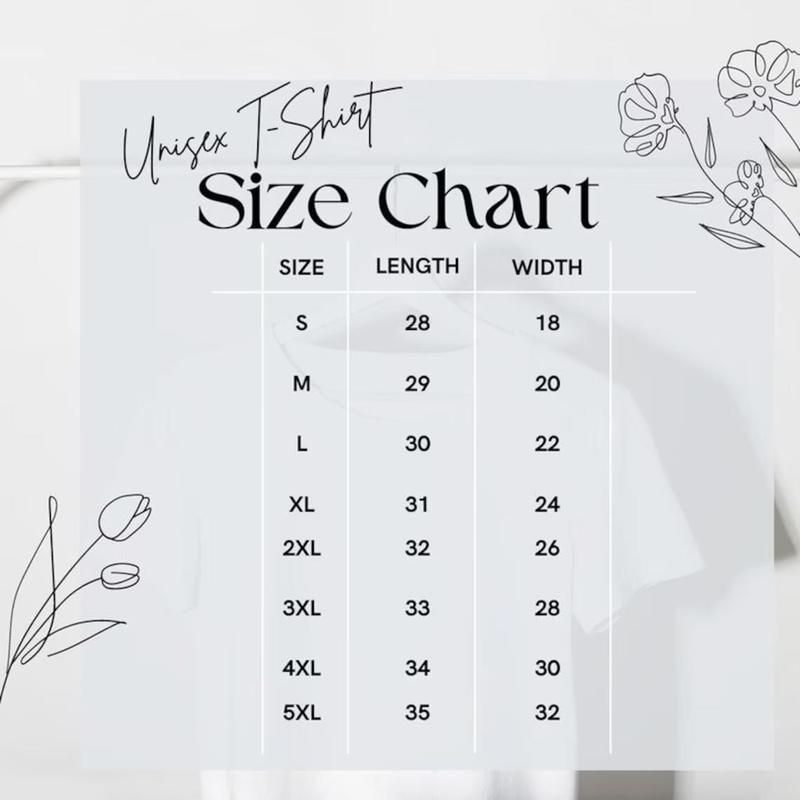 Unisex T-Shirt
Size Chart
SIZE LENGTH WIDTH
S 28 18
M 29 20
L 30 22
XL 31 24
2XL 32 26
3XL 33 28
4XL 34 30
5XL 35 32